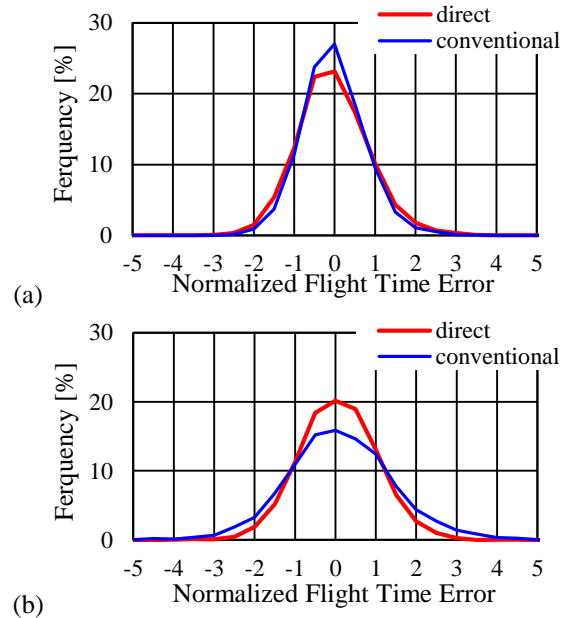 direct
conventional
30
20
10
0
Ferquency [%]
-5 -4 -3 -2 -1 0 1 2 3 4 5
Normalized Flight Time Error
(a)
direct
conventional
30
20
10
0
Ferquency [%]
-5 -4 -3 -2 -1 0 1 2 3 4 5
Normalized Flight Time Error
(b)